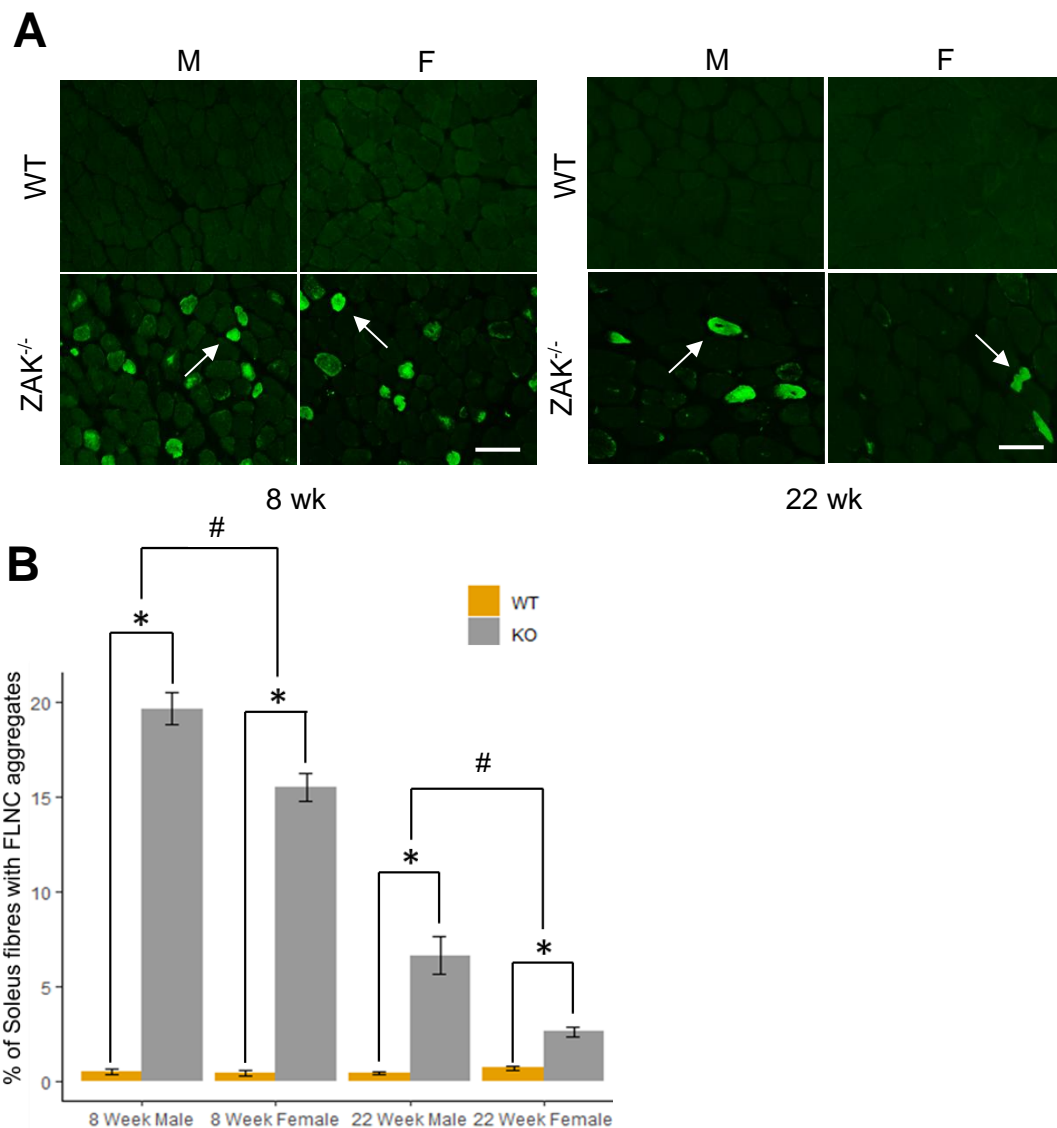 A
M F M F
WT WT
ZAK-/- ZAK-/-
8 wk 22 wk
B
#
*
*
#
*
*
WT
KO
% of Soleus fibres with FLNC aggregates
20
15
10
5
0
8 Week Male 8 Week Female 22 Week Male 22 Week Female